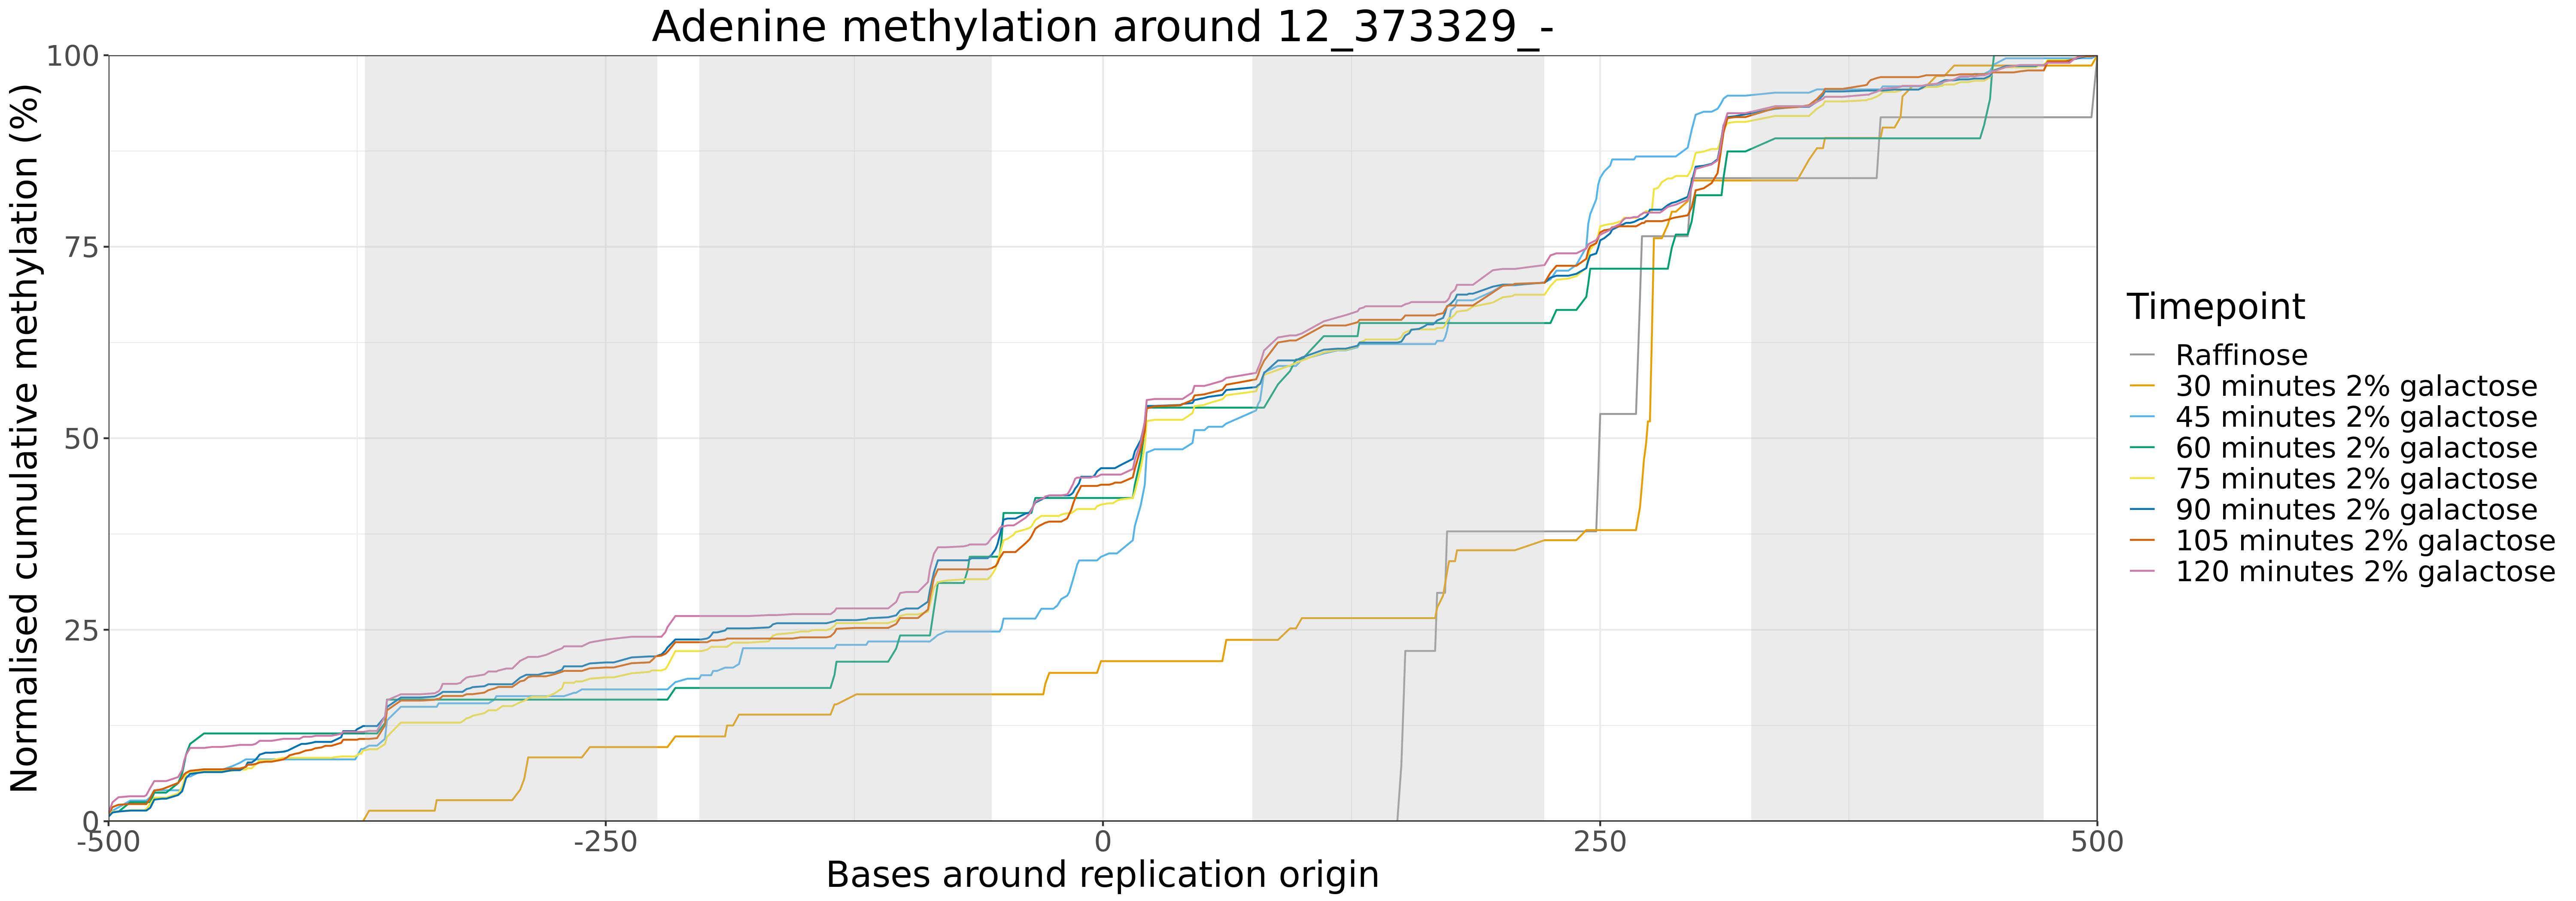 Adenine methylation around 12_373329_-
Normalised cumulative methylation (%)
100
75
50
25
0
-500
-250
0
250
500
Bases around replication origin
Timepoint
Raffinose
30 minutes 2% galactose
45 minutes 2% galactose
60 minutes 2% galactose
75 minutes 2% galactose
90 minutes 2% galactose
105 minutes 2% galactose
120 minutes 2% galactose